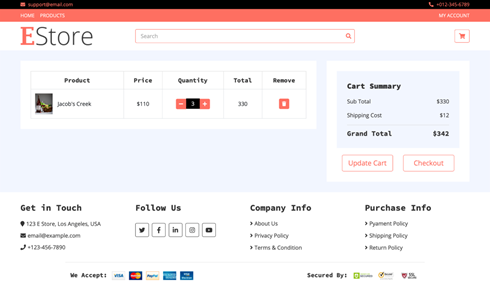 support@email.com +012-345-6789
HOME PRODUCTS MY ACCOUNT
EStore Search
Product Price Quantity Total Remove
Jacob's Creek $110 3 330
Cart Summary
Sub Total $330
Shipping Cost $12
Grand Total $342
Update Cart Checkout
Get in Touch Follow Us Company Info Purchase Info
123 E Store, Los Angeles, USA About Us Pyament Policy
email@example.com Privacy Policy Shipping Policy
+123-456-7890 Terms & Condition Return Policy
We Accept: VISA PayPal Secured By: